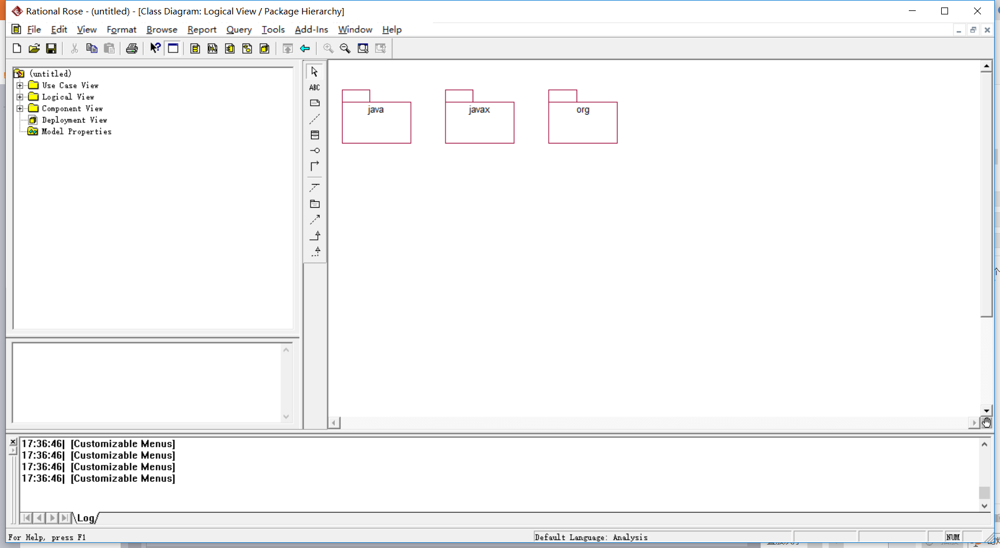 Rational Rose - (untitled) - [Class Diagram: Logical View / Package Hierarchy]
File Edit View Format Browse Report Query Tools Add-Ins Window Help
(untitled)
Use Case View
Logical View
Component View
Deployment View
Model Properties
ABC
java
javax
org
17:36:46| [Customizable Menus]
17:36:46| [Customizable Menus]
17:36:46| [Customizable Menus]
17:36:46| [Customizable Menus]
Log
For Help, press F1
Default Language: Analysis
NUM